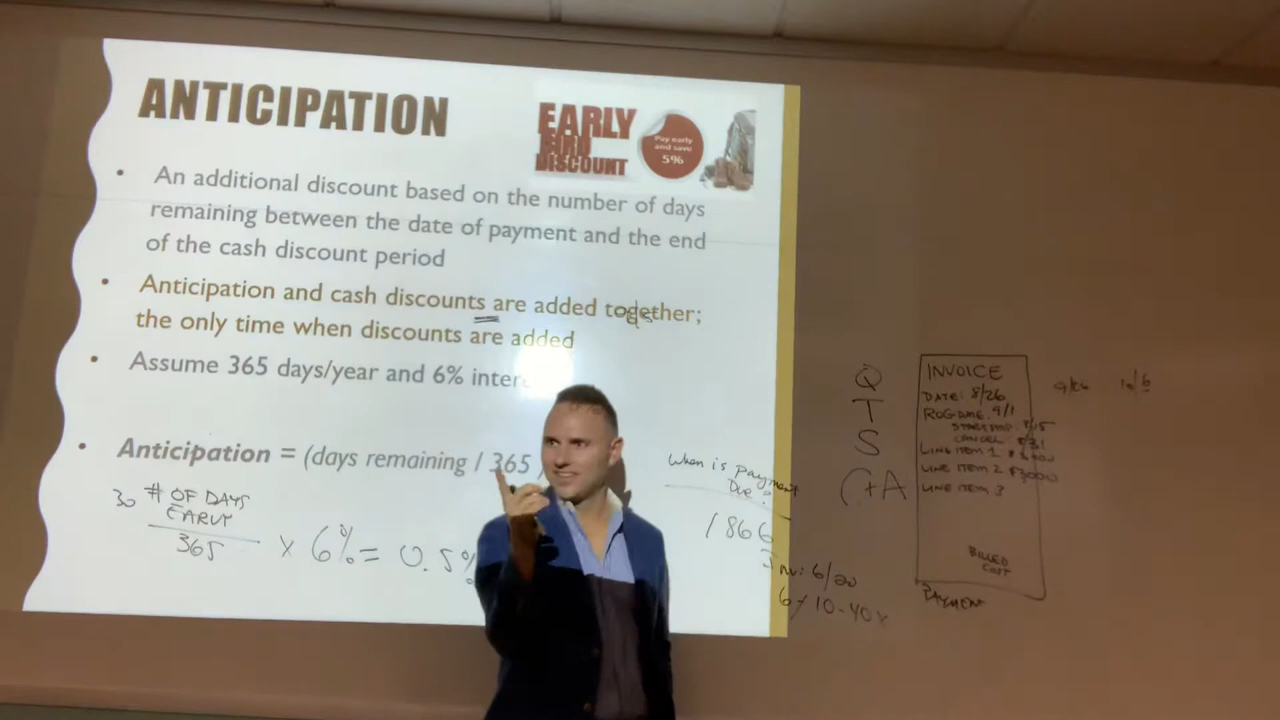 ANTICIPATION
EARLY
BIRD
DISCOUNT
Pay early
and save
5%
• An additional discount based on the number of days
remaining between the date of payment and the end
of the cash discount period
• Anticipation and cash discounts are added together;
the only time when discounts are added
• Assume 365 days/year and 6% inter
• Anticipation = (days remaining / 365
30 # OF DAYS
EARLY
365
x 6% = 0.5%
When is payment
Due?
1866
Inv: 6/20
6/10-40x
Q
T
S
C+A
INVOICE
DATE: 8/26
ROG DATE: 9/1
CANCEL
LINE ITEM 1
LINE ITEM 2 $3000
LINE ITEM 3
BILLED
COST
PAYMENT